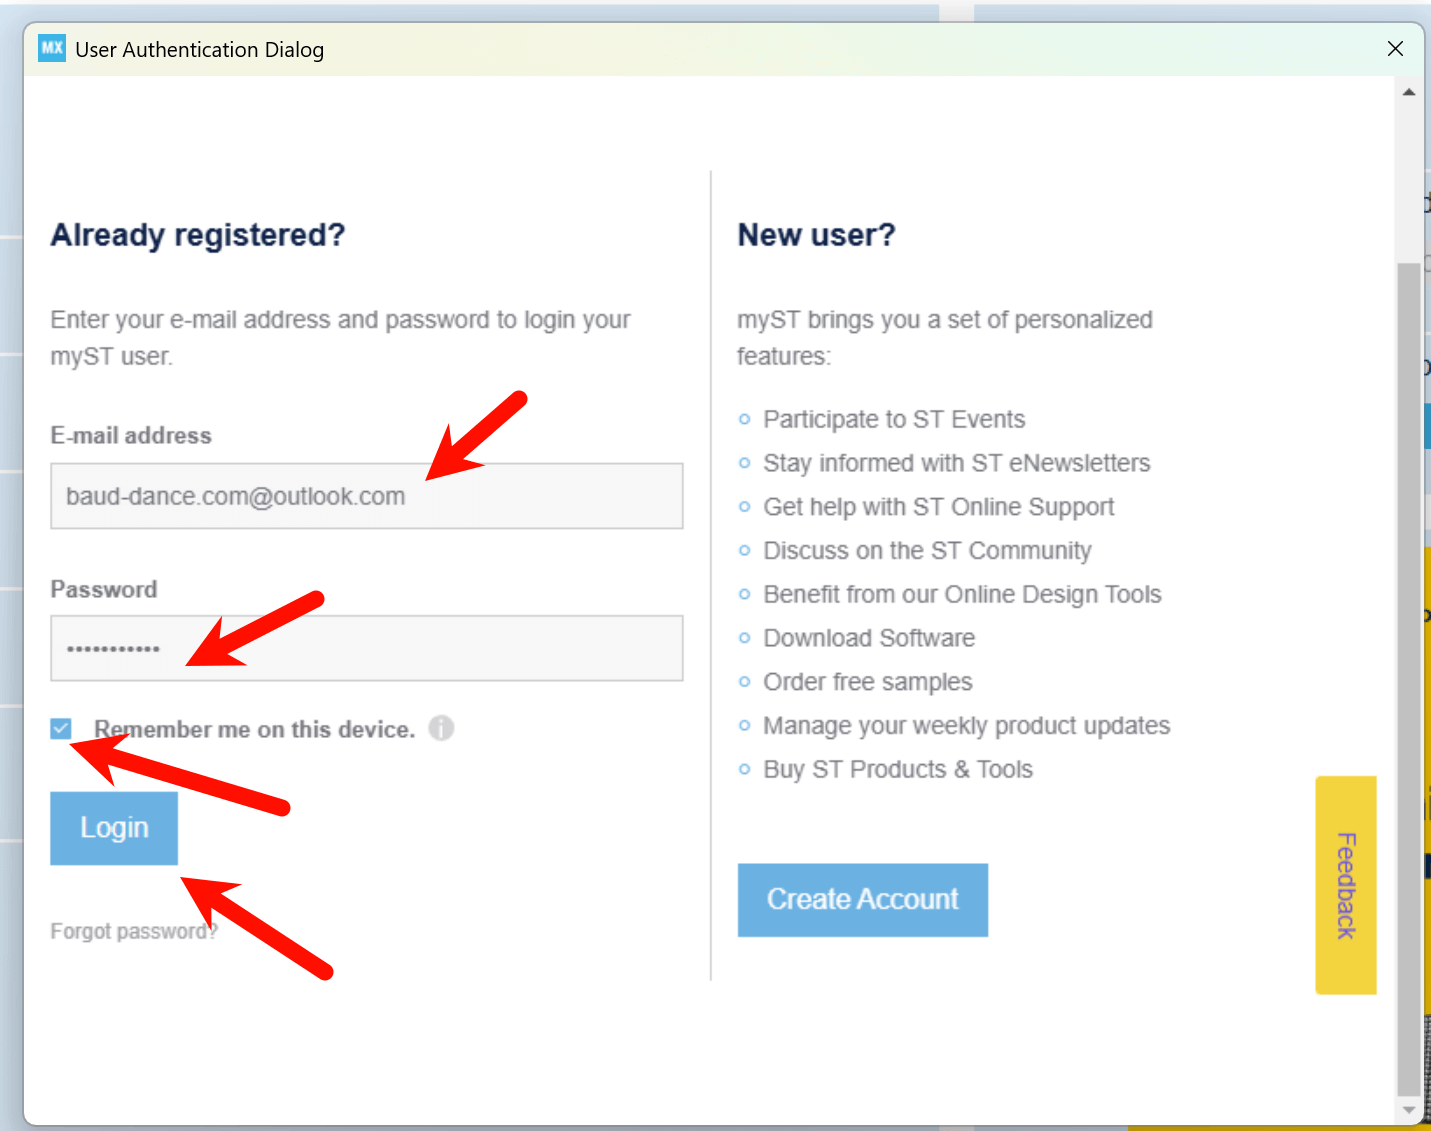 MX User Authentication Dialog
Already registered?
Enter your e-mail address and password to login your
myST user.
E-mail address
baud-dance.com@outlook.com
Password
•••••••••••
Remember me on this device.
Login
Forgot password?
New user?
myST brings you a set of personalized
features:
Participate to ST Events
Stay informed with ST eNewsletters
Get help with ST Online Support
Discuss on the ST Community
Benefit from our Online Design Tools
Download Software
Order free samples
Manage your weekly product updates
Buy ST Products & Tools
Create Account
Feedback